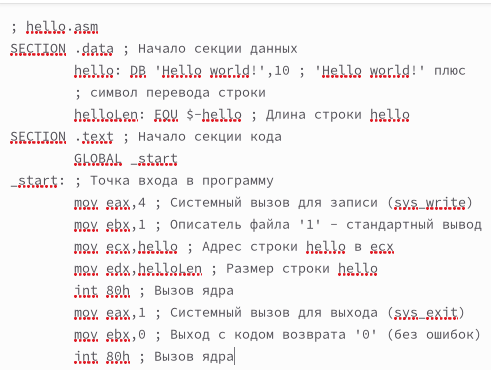 ; hello.asm
SECTION .data ; Начало секции данных
hello: DB 'Hello world!',10 ; 'Hello world!' плюс
; символ перевода строки
helloLen: EQU $-hello ; Длина строки hello
SECTION .text ; Начало секции кода
GLOBAL _start
_start: ; Точка входа в программу
mov eax,4 ; Системный вызов для записи (sys_write)
mov ebx,1 ; Описатель файла '1' - стандартный вывод
mov ecx,hello ; Адрес строки hello в ecx
mov edx,helloLen ; Размер строки hello
int 80h ; Вызов ядра
mov eax,1 ; Системный вызов для выхода (sys_exit)
mov ebx,0 ; Выход с кодом возврата '0' (без ошибок)
int 80h ; Вызов ядра